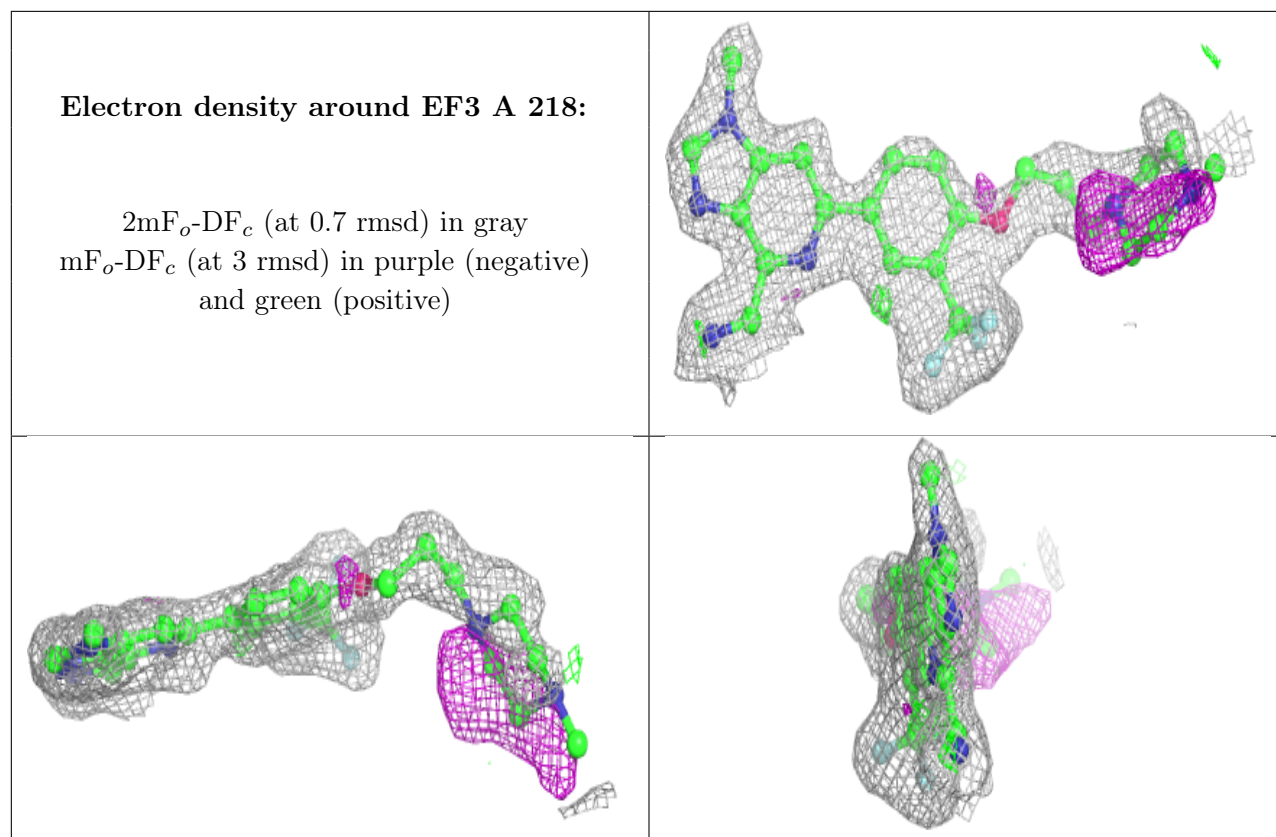 Electron density around EF3 A 218:
2mFₒ-DF𝒸 (at 0.7 rmsd) in gray
mFₒ-DF𝒸 (at 3 rmsd) in purple (negative)
and green (positive)